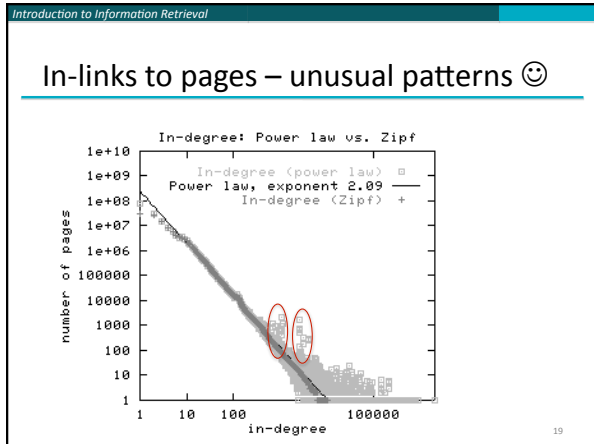 Introduction to Information Retrieval
In-links to pages – unusual patterns ☺
In-degree: Power law vs. Zipf
In-degree (power law)
Power law, exponent 2.09
In-degree (Zipf)
number of pages
1e+10
1e+09
1e+08
1e+07
1e+06
100000
10000
1000
100
10
1
1 10 100 100000
in-degree
19